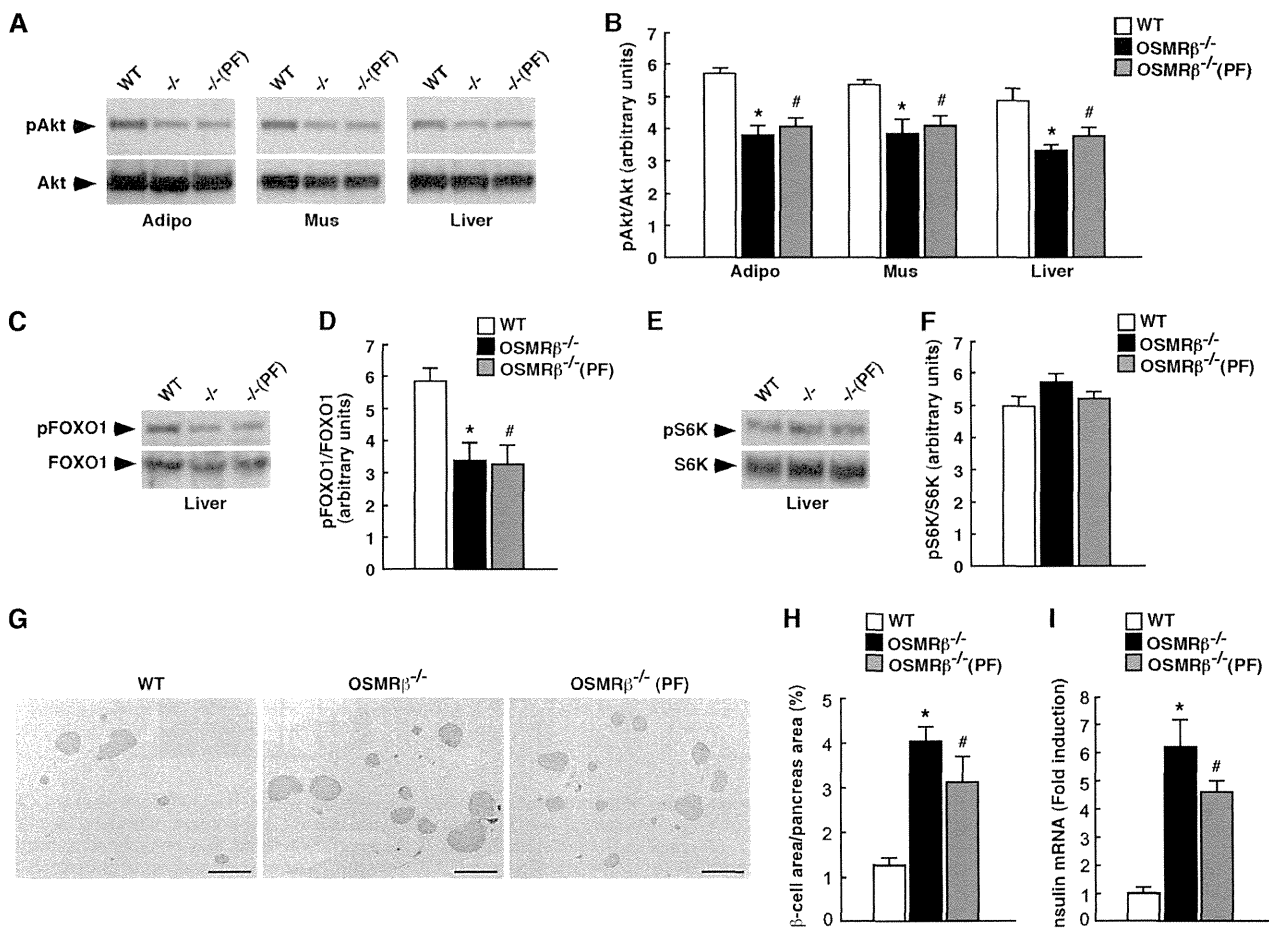 A
WT -/- -/-(PF) WT -/- -/-(PF) WT -/- -/-(PF)
pAkt
Akt
Adipo Mus Liver
B
WT
OSMRβ-/-
OSMRβ-/-(PF)
pAkt/Akt (arbitrary units)
7
6
5
4
3
2
1
0
* # * # * #
Adipo Mus Liver
C
WT -/- -/-(PF)
pFOXO1
FOXO1
Liver
D
WT
OSMRβ-/-
OSMRβ-/-(PF)
pFOXO1/FOXO1
(arbitrary units)
7
6
5
4
3
2
1
0
* #
E
WT -/- -/-(PF)
pS6K
S6K
Liver
F
WT
OSMRβ-/-
OSMRβ-/-(PF)
pS6K/S6K (arbitrary units)
7
6
5
4
3
2
1
0
G
WT OSMRβ-/- OSMRβ-/- (PF)
H
WT
OSMRβ-/-
OSMRβ-/-(PF)
β-cell area/pancreas area (%)
5
4
3
2
1
0
* #
I
WT
OSMRβ-/-
OSMRβ-/-(PF)
nsulin mRNA (Fold induction)
8
7
6
5
4
3
2
1
0
* #